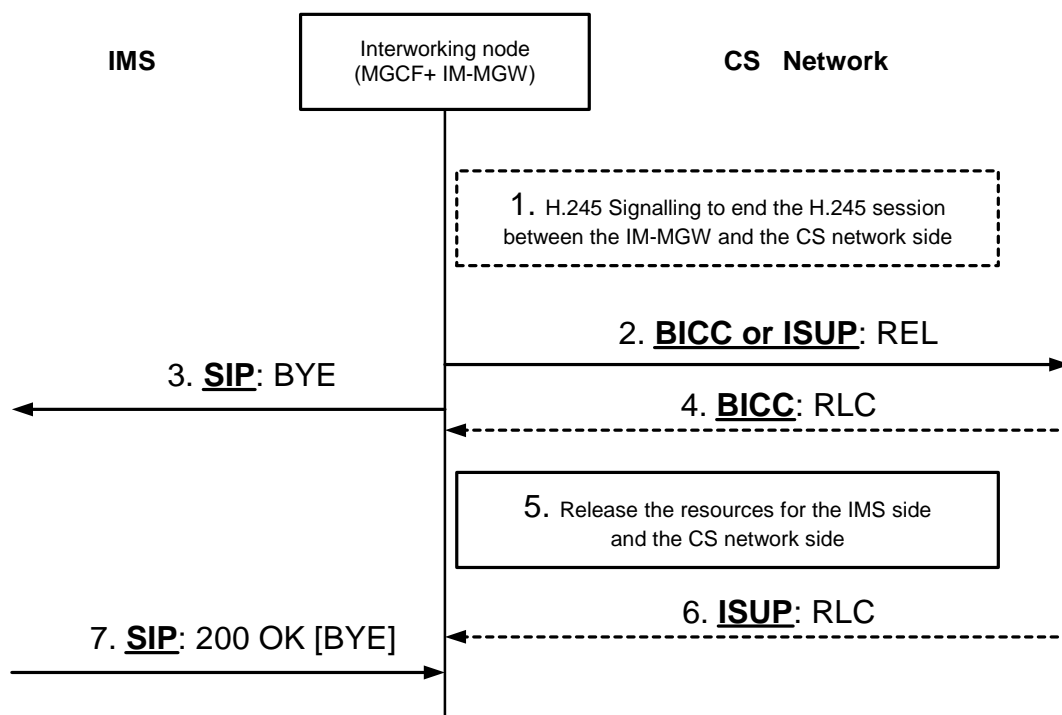 IMS
Interworking node
(MGCF+ IM-MGW)
CS Network
1. H.245 Signalling to end the H.245 session
between the IM-MGW and the CS network side
2. BICC or ISUP: REL
3. SIP: BYE
4. BICC: RLC
5. Release the resources for the IMS side
and the CS network side
6. ISUP: RLC
7. SIP: 200 OK [BYE]